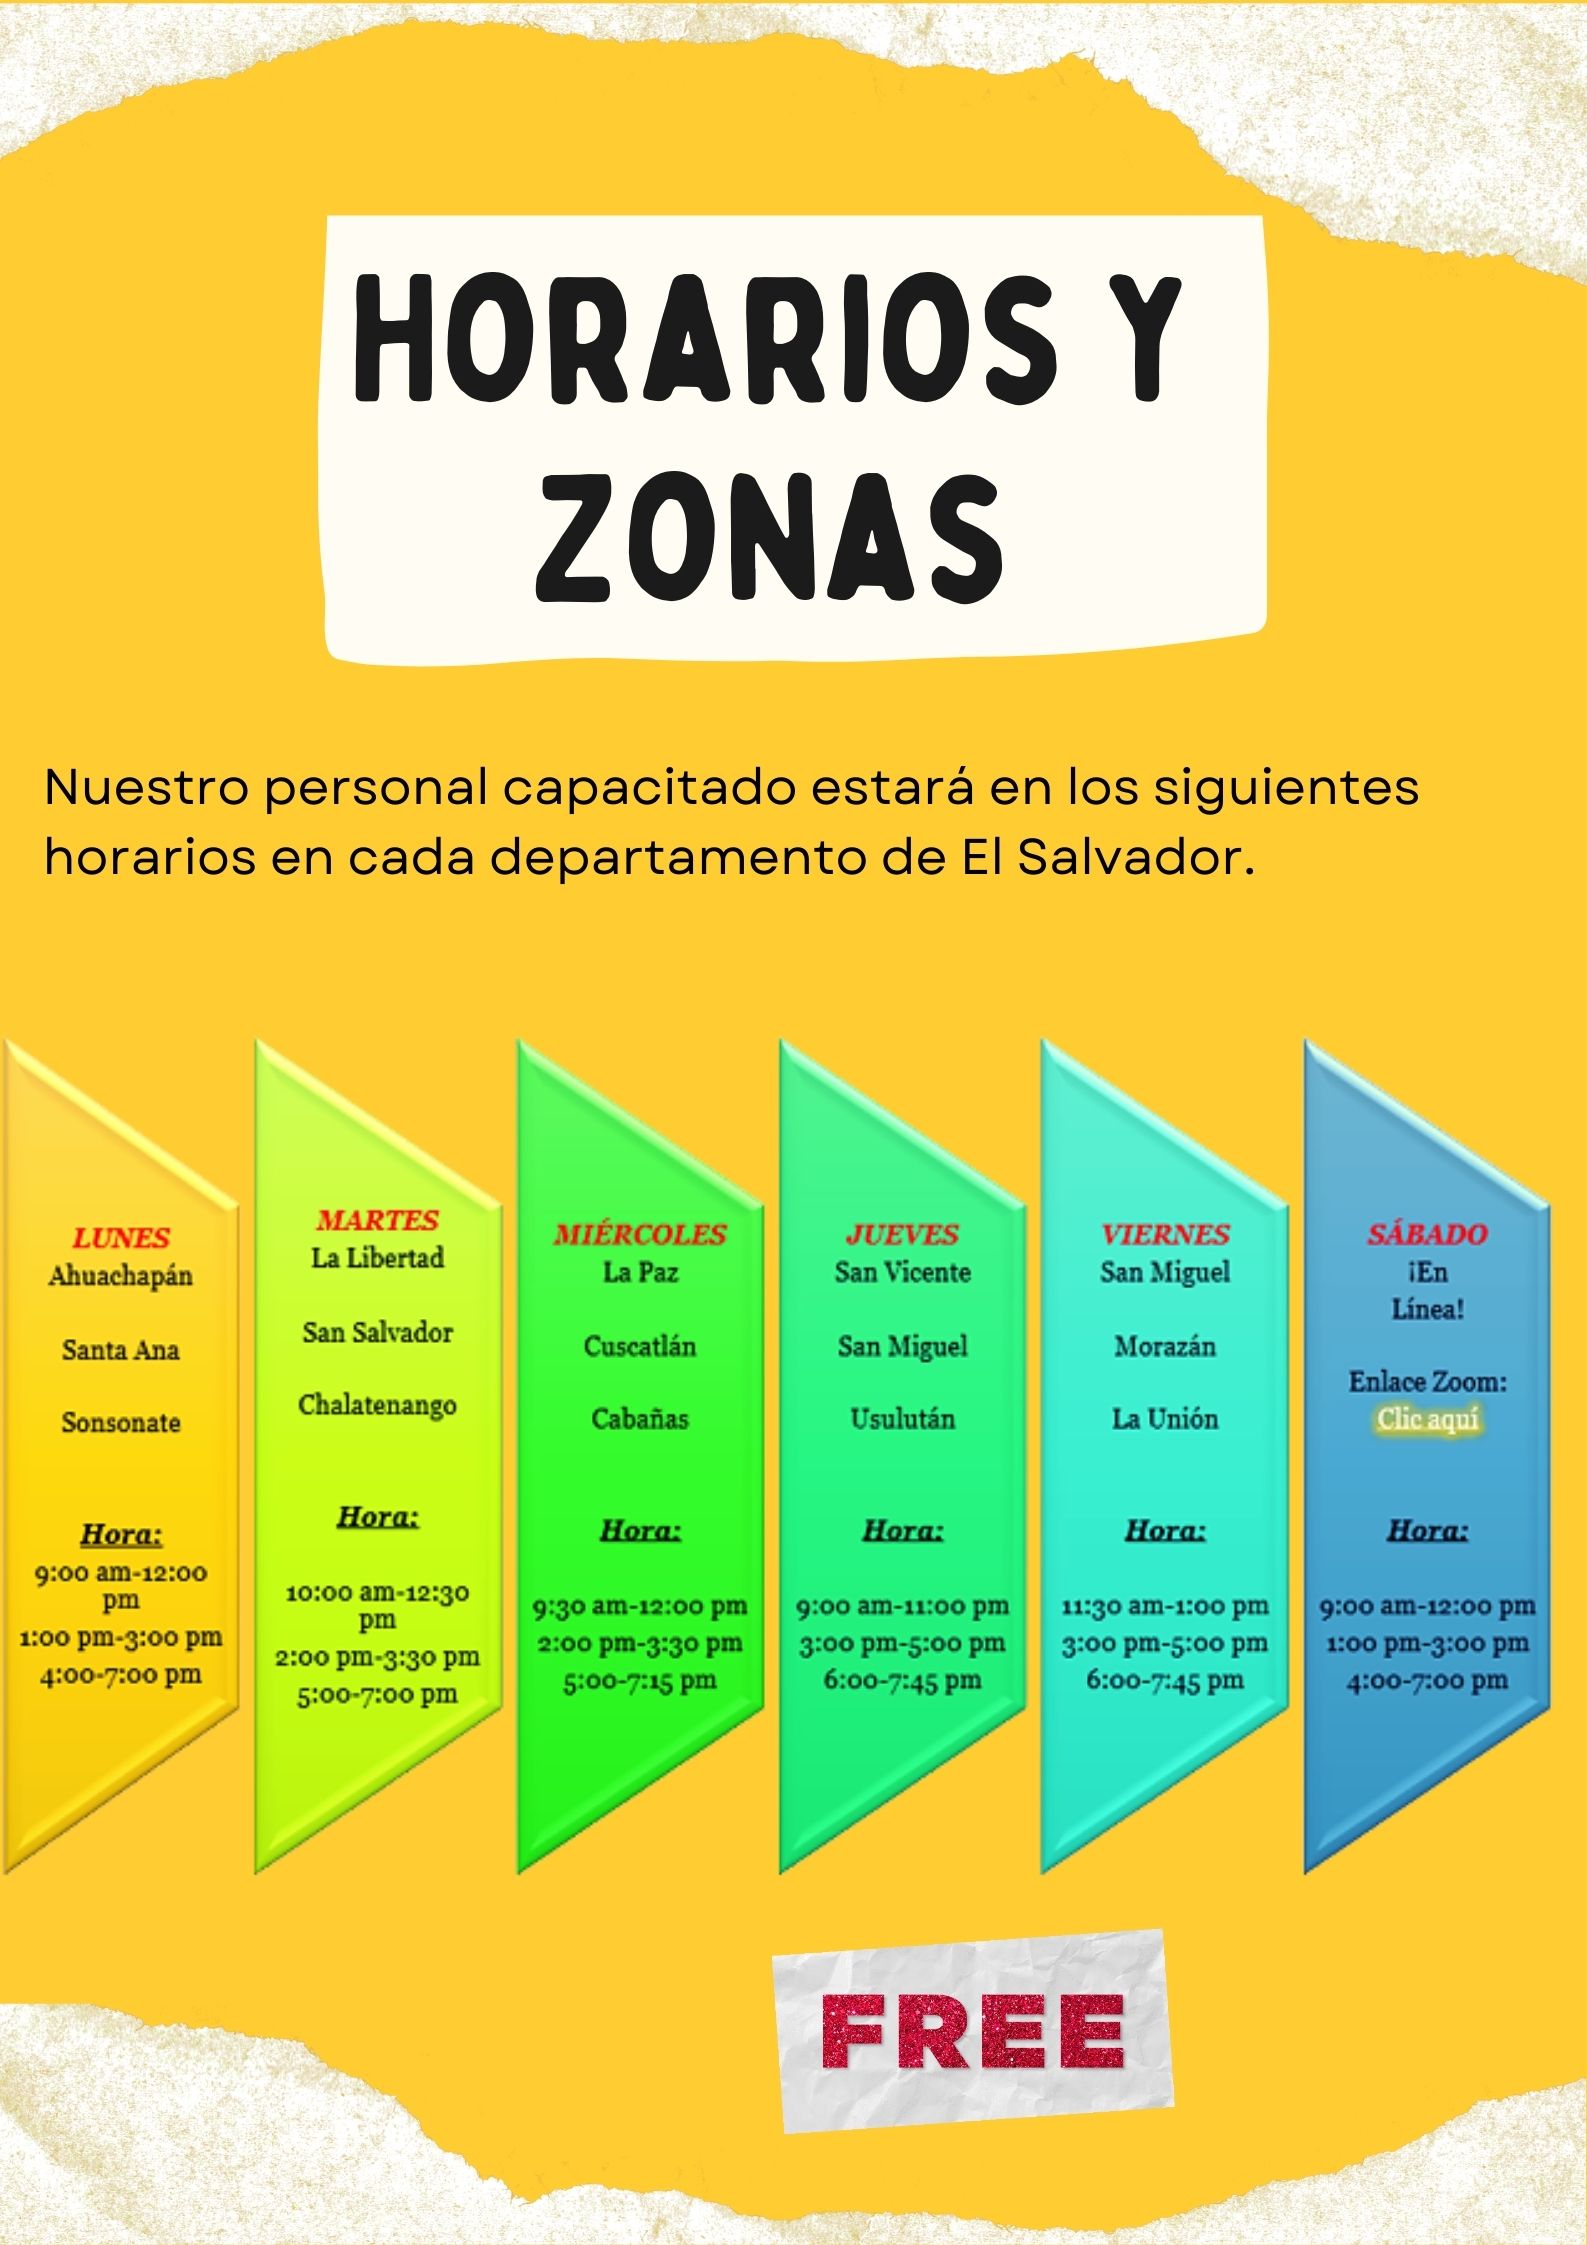 HORARIOS Y
ZONAS
Nuestro personal capacitado estará en los siguientes
horarios en cada departamento de El Salvador.
LUNES
Ahuachapán
Santa Ana
Sonsonate
Hora:
9:00 am-12:00
pm
1:00 pm-3:00 pm
4:00-7:00 pm
MARTES
La Libertad
San Salvador
Chalatenango
Hora:
10:00 am-12:30
pm
2:00 pm-3:30 pm
5:00-7:00 pm
MIÉRCOLES
La Paz
Cuscatlán
Cabañas
Hora:
9:30 am-12:00 pm
2:00 pm-3:30 pm
5:00-7:15 pm
JUEVES
San Vicente
San Miguel
Usulután
Hora:
9:00 am-11:00 pm
3:00 pm-5:00 pm
6:00-7:45 pm
VIERNES
San Miguel
Morazán
La Unión
Hora:
11:30 am-1:00 pm
3:00 pm-5:00 pm
6:00-7:45 pm
SÁBADO
¡En
Línea!
Enlace Zoom:
Clic aquí
Hora:
9:00 am-12:00 pm
1:00 pm-3:00 pm
4:00-7:00 pm
FREE